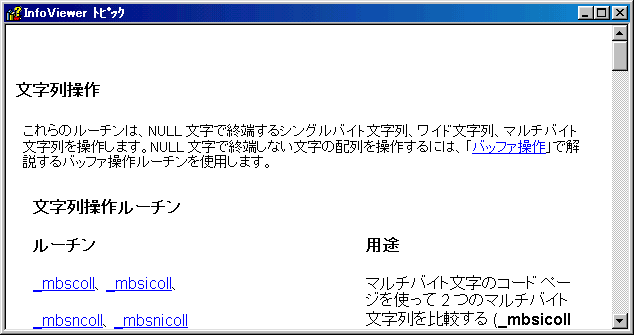 InfoViewer ﾄﾋﾟｯｸ
文字列操作
これらのルーチンは、NULL 文字で終端するシングルバイト文字列、ワイド文字列、マルチバイト
文字列を操作します。NULL 文字で終端しない文字の配列を操作するには、「バッファ操作」で解
説するバッファ操作ルーチンを使用します。
文字列操作ルーチン
ルーチン 用途
_mbscoll、_mbsicoll、
_mbsncoll、_mbsnicoll
マルチバイト文字のコード ペー
ジを使って 2 つのマルチバイト
文字列を比較する (_mbsicoll